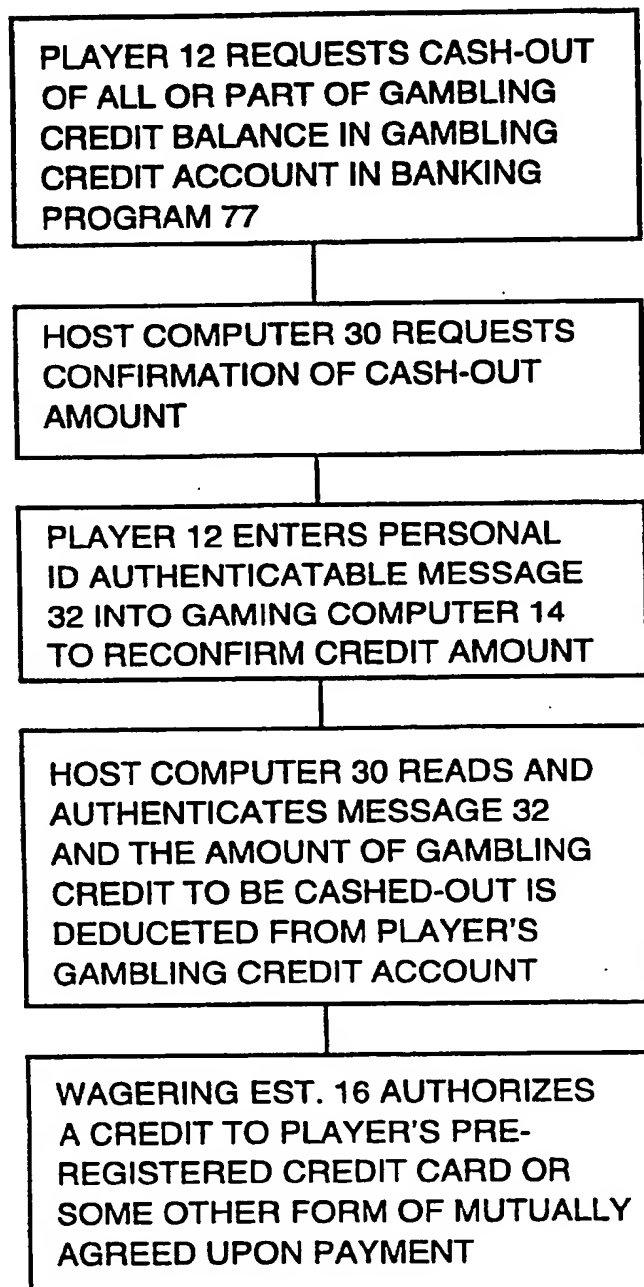 PLAYER 12 REQUESTS CASH-OUT
OF ALL OR PART OF GAMBLING
CREDIT BALANCE IN GAMBLING
CREDIT ACCOUNT IN BANKING
PROGRAM 77
HOST COMPUTER 30 REQUESTS
CONFIRMATION OF CASH-OUT
AMOUNT
PLAYER 12 ENTERS PERSONAL
ID AUTHENTICATABLE MESSAGE
32 INTO GAMING COMPUTER 14
TO RECONFIRM CREDIT AMOUNT
HOST COMPUTER 30 READS AND
AUTHENTICATES MESSAGE 32
AND THE AMOUNT OF GAMBLING
CREDIT TO BE CASHED-OUT IS
DEDUCETED FROM PLAYER'S
GAMBLING CREDIT ACCOUNT
WAGERING EST. 16 AUTHORIZES
A CREDIT TO PLAYER'S PRE-
REGISTERED CREDIT CARD OR
SOME OTHER FORM OF MUTUALLY
AGREED UPON PAYMENT